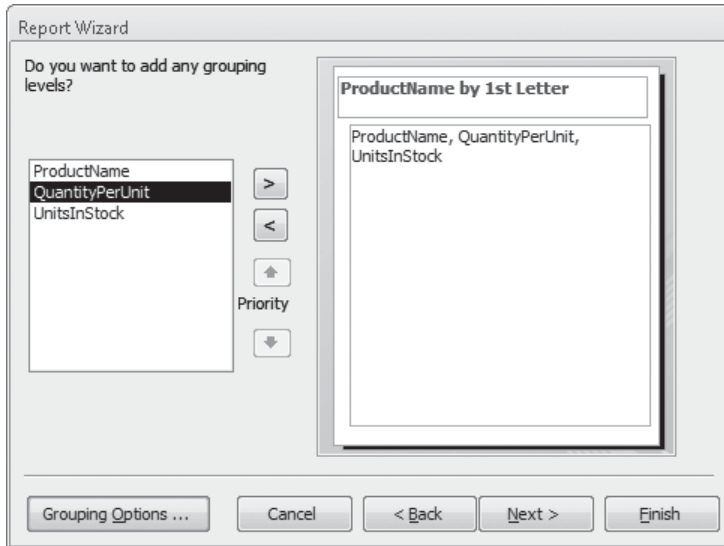 Report Wizard
Do you want to add any grouping
levels?
ProductName
QuantityPerUnit
UnitsInStock
>
<
Priority
ProductName by 1st Letter
ProductName, QuantityPerUnit,
UnitsInStock
Grouping Options ...
Cancel
< Back
Next >
Finish